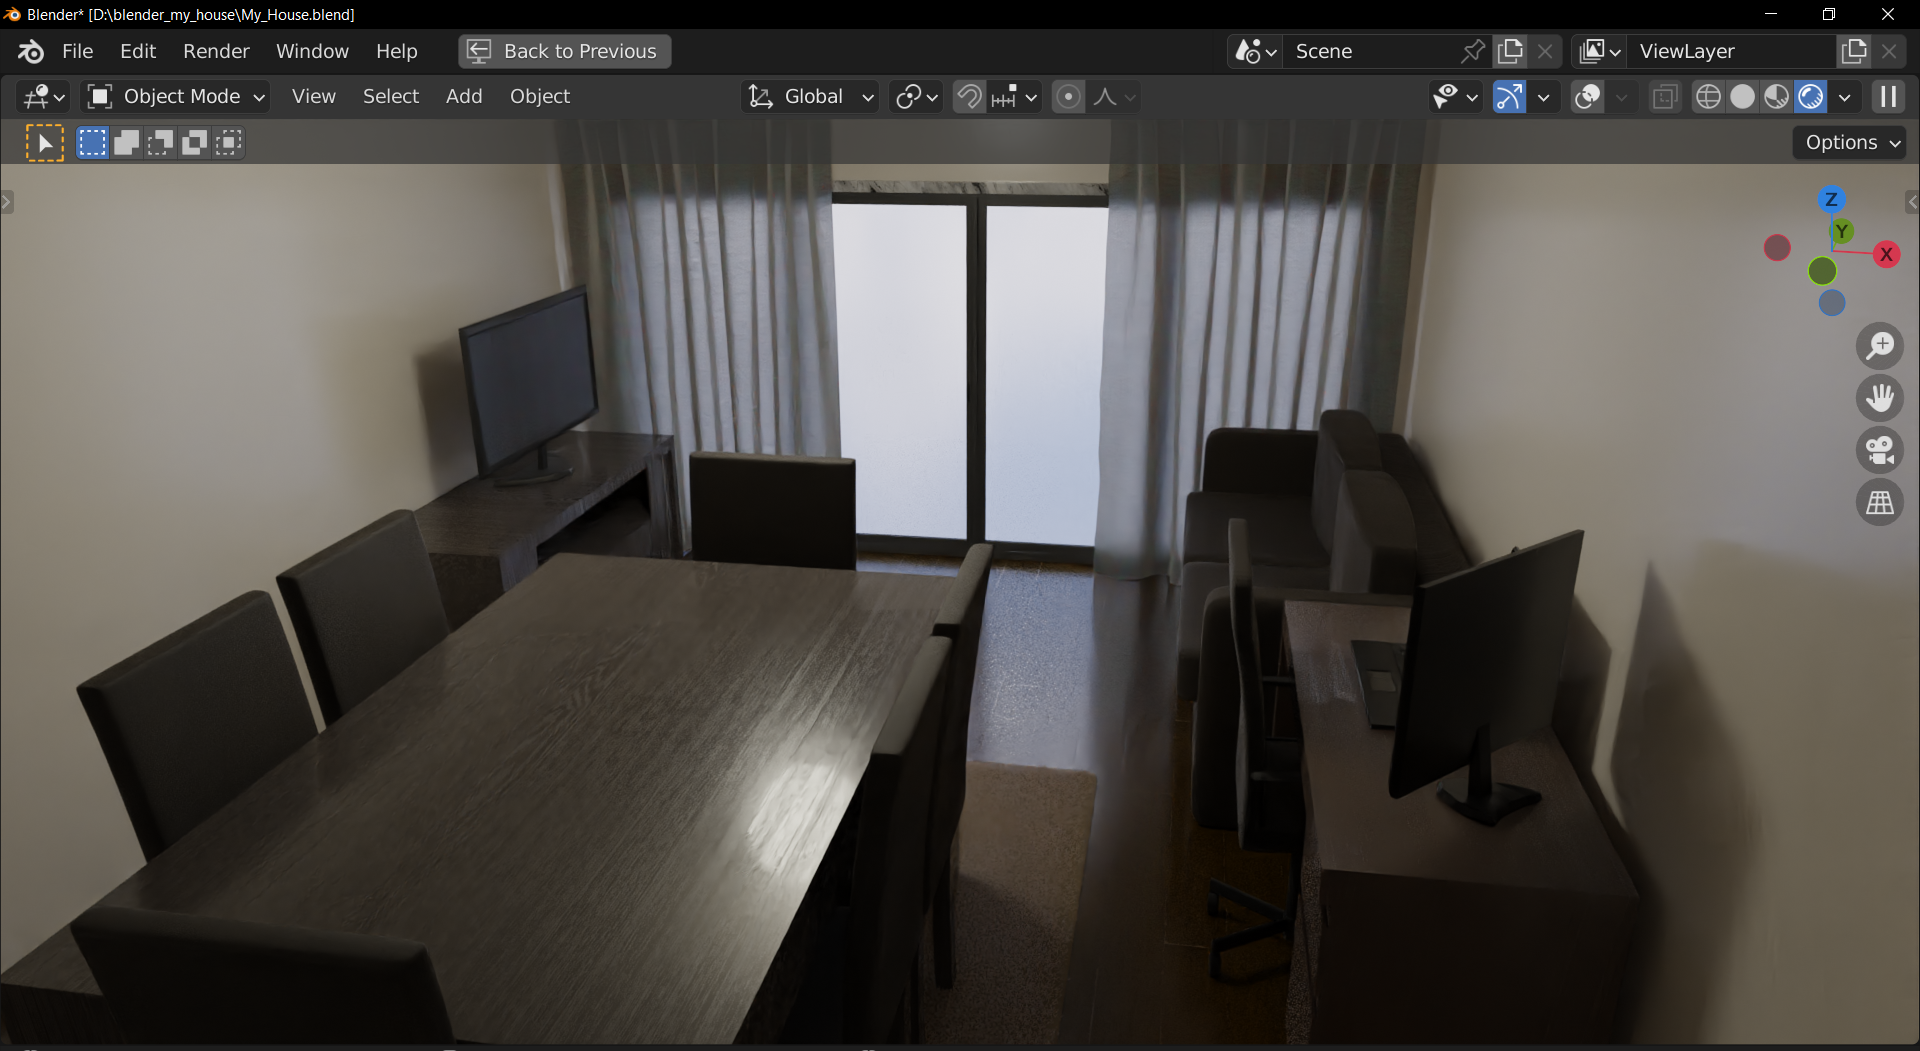 Blender* [D:\blender_my_house\My_House.blend]
File Edit Render Window Help Back to Previous Scene ViewLayer
Object Mode View Select Add Object Global
Options
Z
Y
X